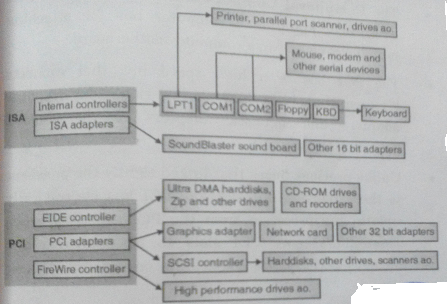 Printer, parallel port scanner, drives ao.
Mouse, modem and
other serial devices
ISA
Internal controllers
LPT1
COM1
COM2
Floppy
KBD
Keyboard
ISA adapters
SoundBlaster sound board
Other 16 bit adapters
Ultra DMA harddisks,
Zip and other drives
CD-ROM drives
and recorders
PCI
EIDE controller
PCI adapters
Graphics adapter
Network card
Other 32 bit adapters
SCSI controller
Harddisks, other drives, scanners ao.
FireWire controller
High performance drives ao.